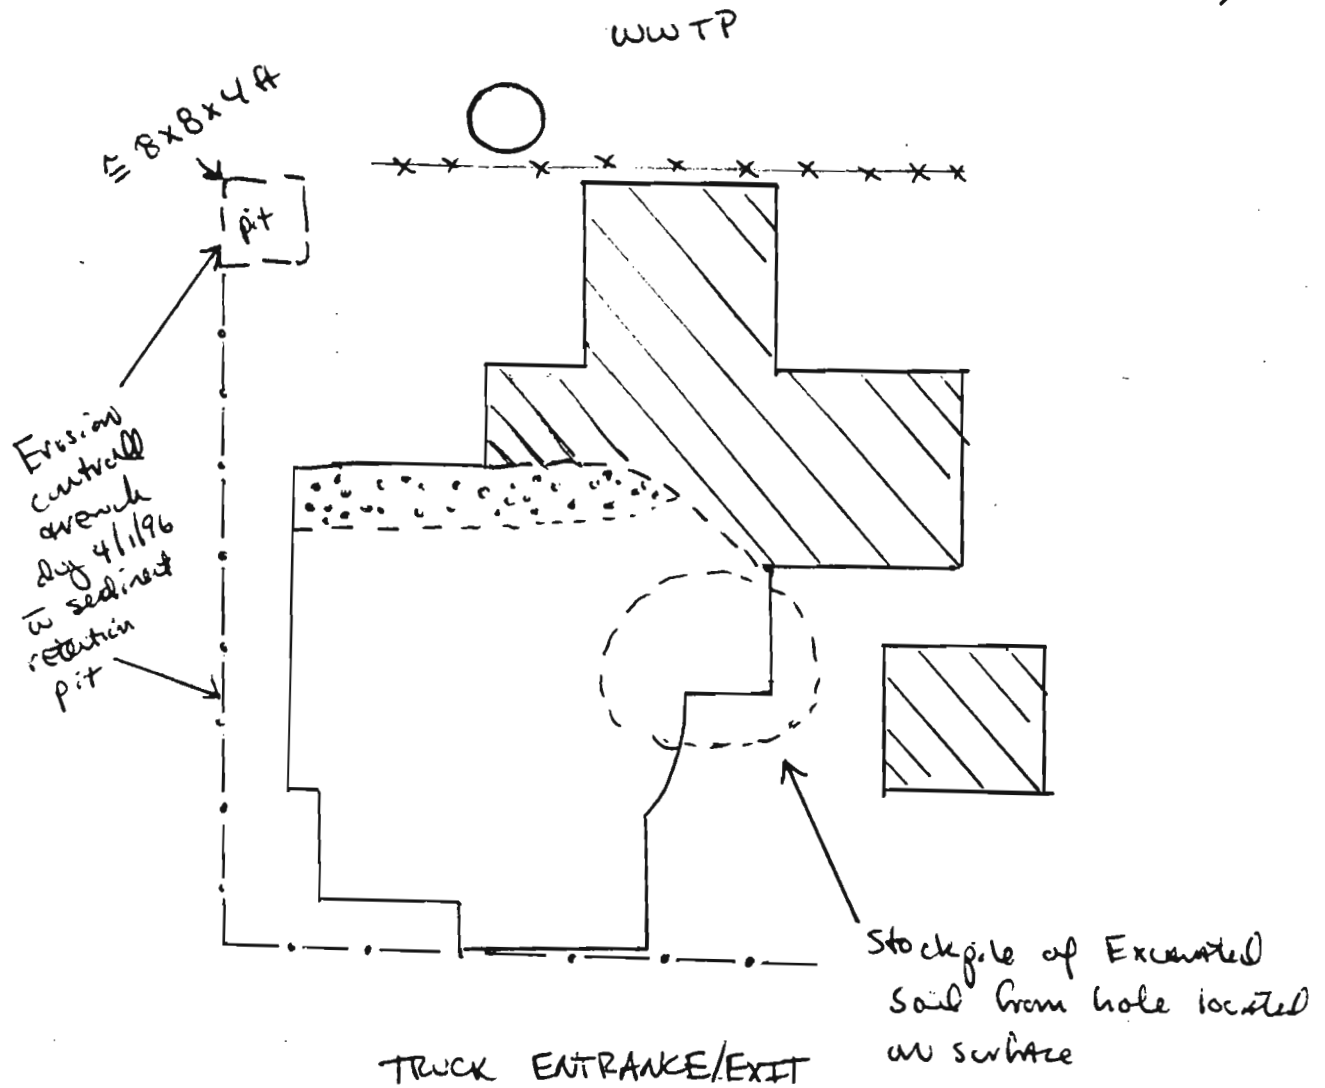 WWTP
≅ 8x8x4 ft
pit
Erosion
controll
trench
dug 4/1/96
w̄ sediment
retention
pit
Stockpile of Excavated
soil from hole located
on surface
TRUCK ENTRANCE/EXIT